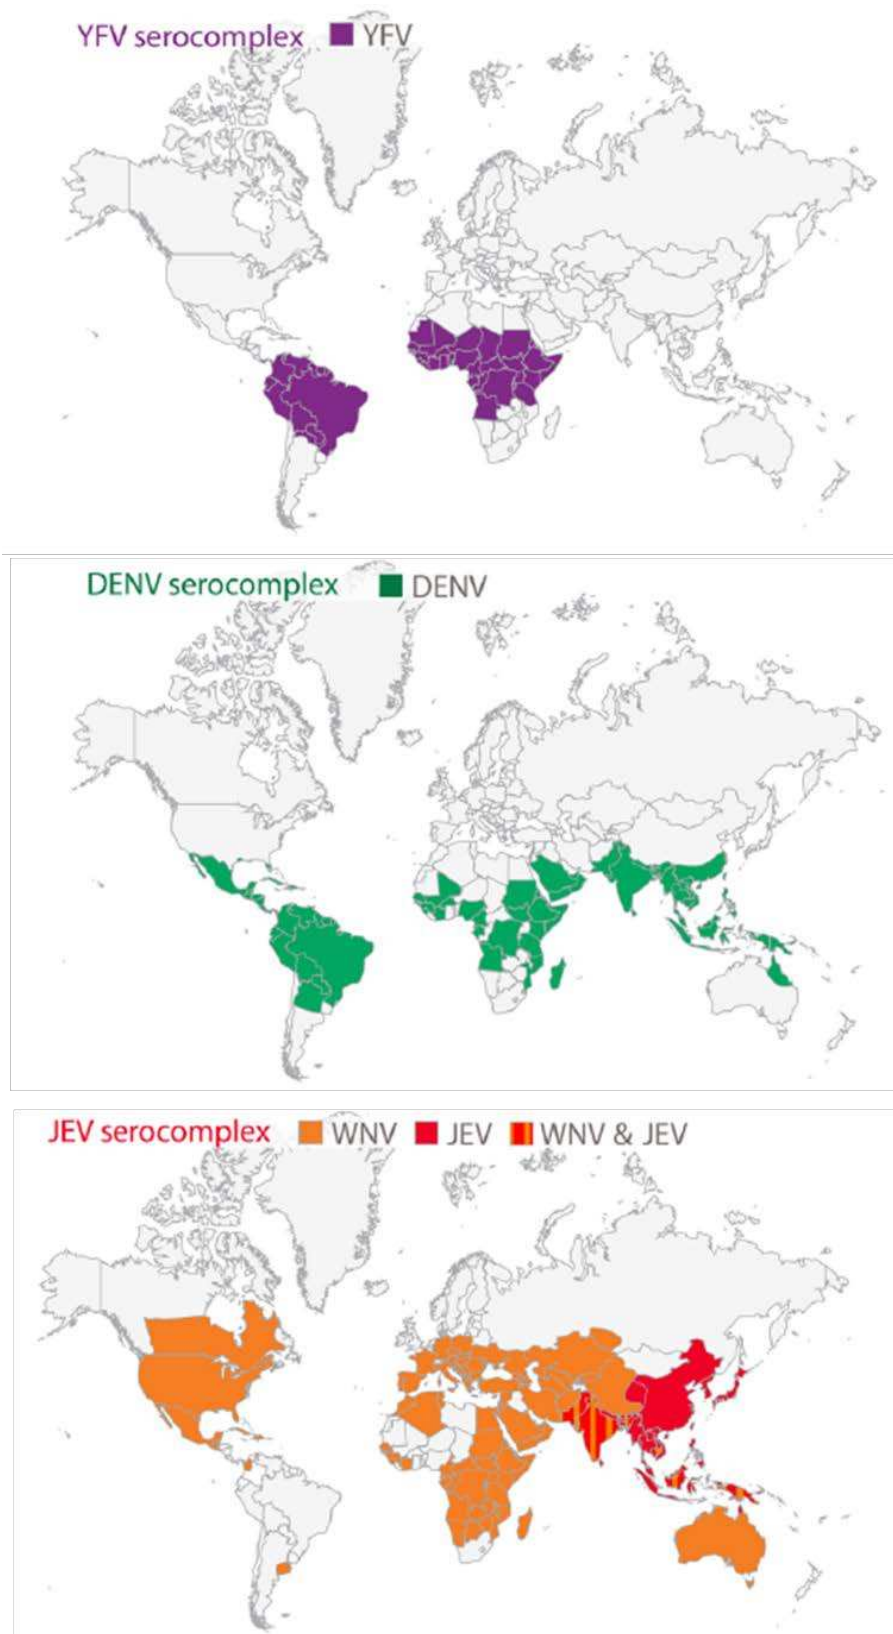 YFV serocomplex YFV
DENV serocomplex DENV
JEV serocomplex WNV JEV WNV & JEV